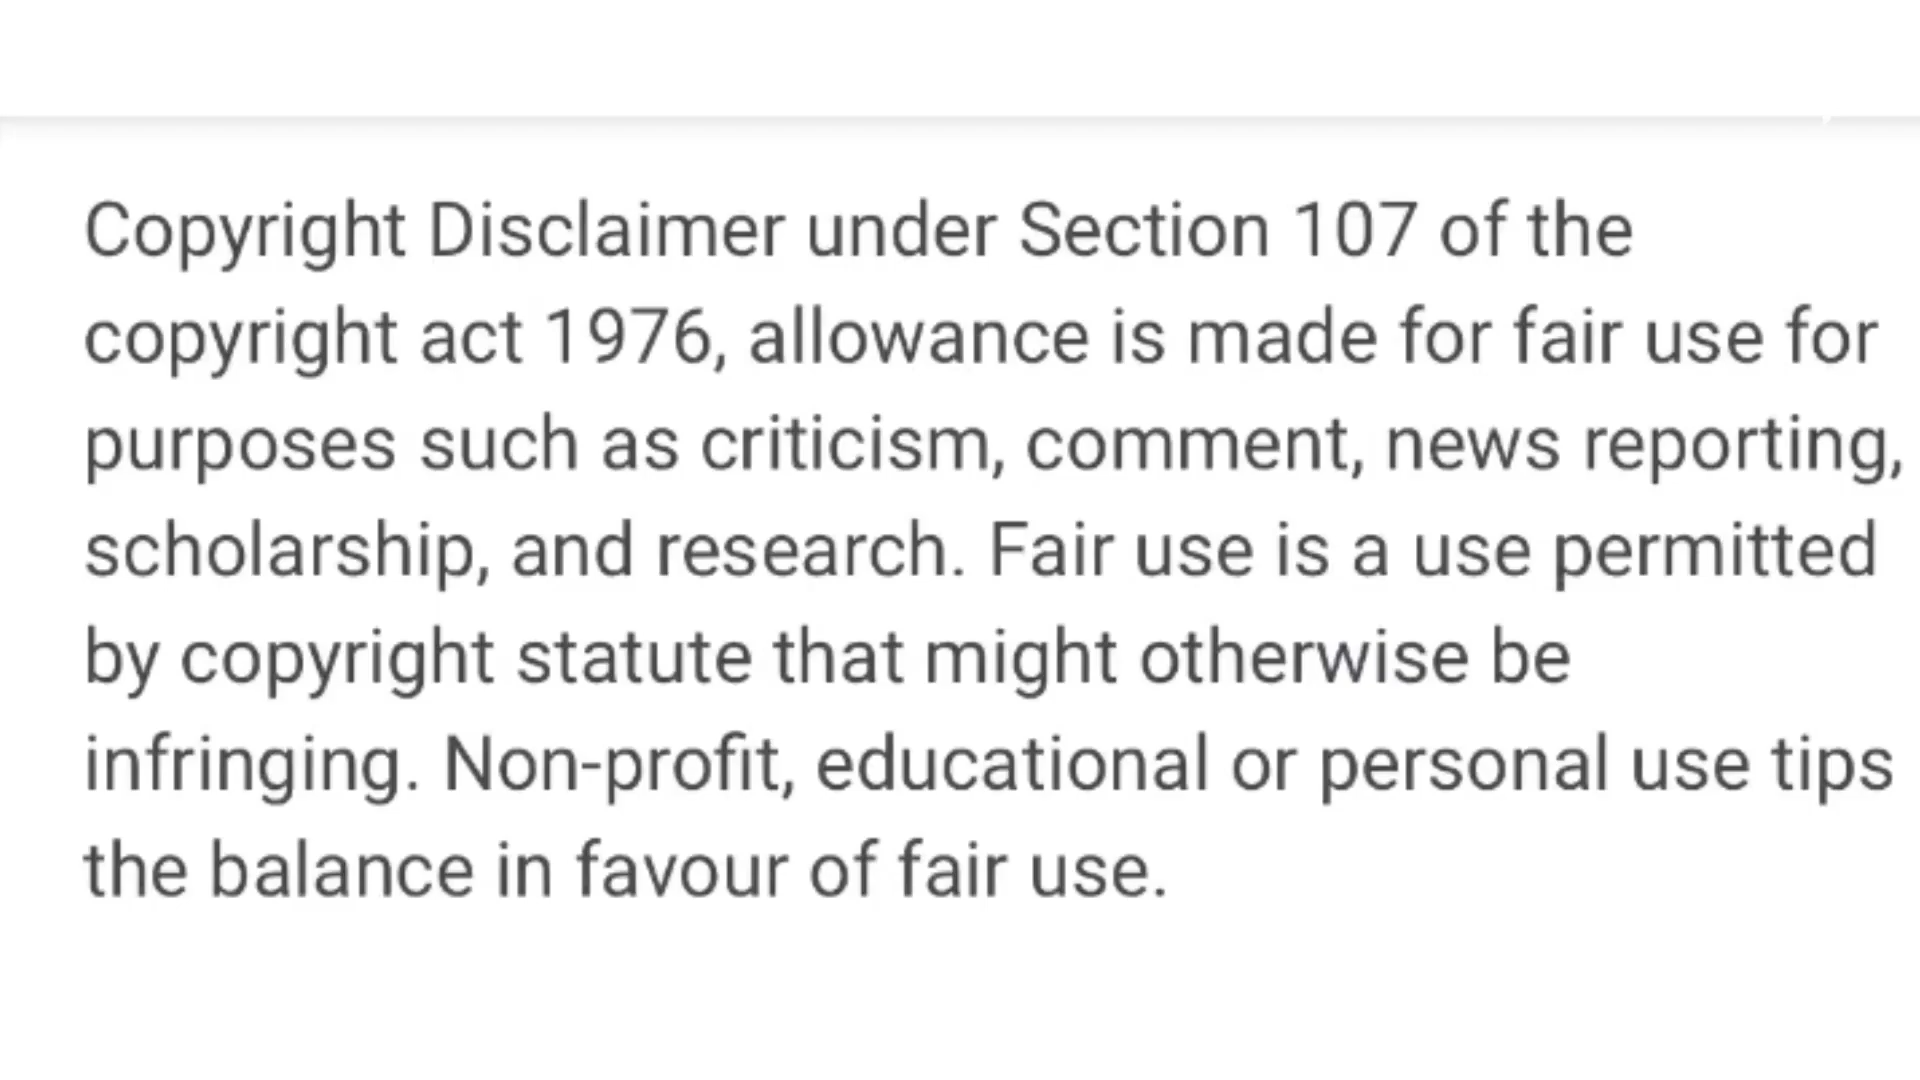 Copyright Disclaimer under Section 107 of the
copyright act 1976, allowance is made for fair use for
purposes such as criticism, comment, news reporting,
scholarship, and research. Fair use is a use permitted
by copyright statute that might otherwise be
infringing. Non-profit, educational or personal use tips
the balance in favour of fair use.